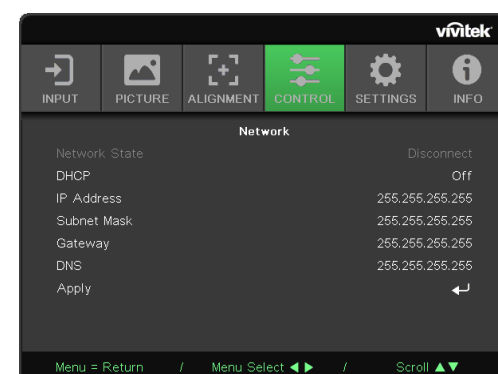 vivitek
INPUT PICTURE ALIGNMENT CONTROL SETTINGS INFO
Network
Network State Disconnect
DHCP Off
IP Address 255.255.255.255
Subnet Mask 255.255.255.255
Gateway 255.255.255.255
DNS 255.255.255.255
Apply
Menu = Return / Menu Select ◀ ▶ / Scroll ▲▼